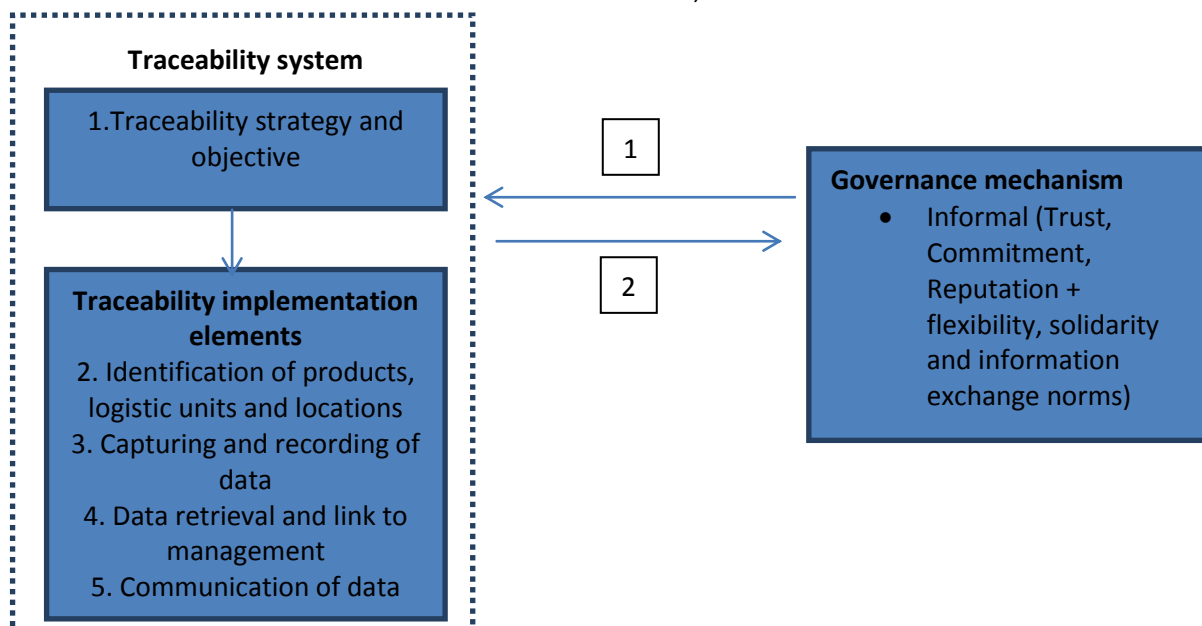 Traceability system
1.Traceability strategy and
objective
Traceability implementation
elements
2. Identification of products,
logistic units and locations
3. Capturing and recording of
data
4. Data retrieval and link to
management
5. Communication of data
1
2
Governance mechanism
• Informal (Trust,
Commitment,
Reputation +
flexibility, solidarity
and information
exchange norms)